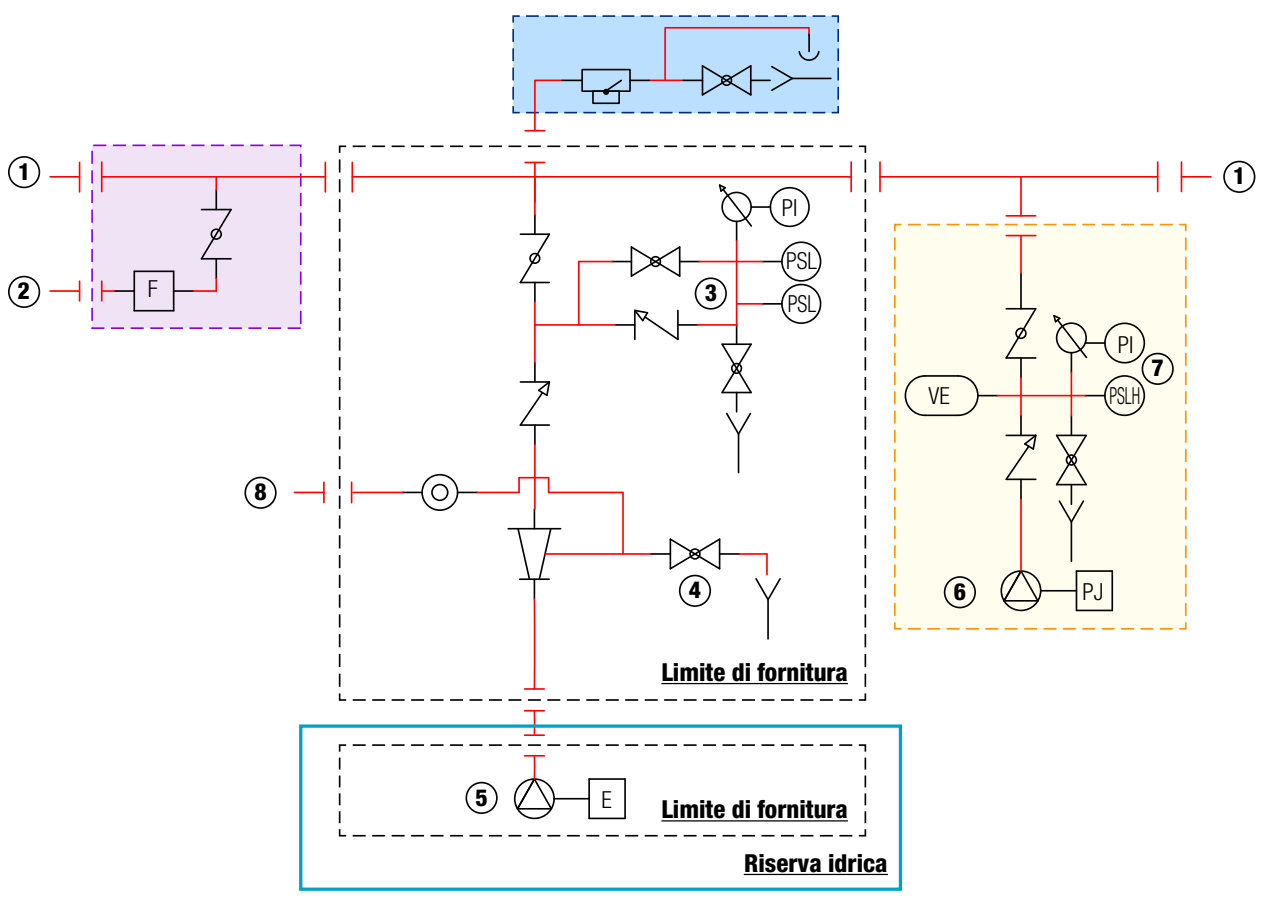 1
1
2
F
PI
PSL
3
PSL
PI
7
VE
PSLH
8
4
6
PJ
Limite di fornitura
5
E
Limite di fornitura
Riserva idrica